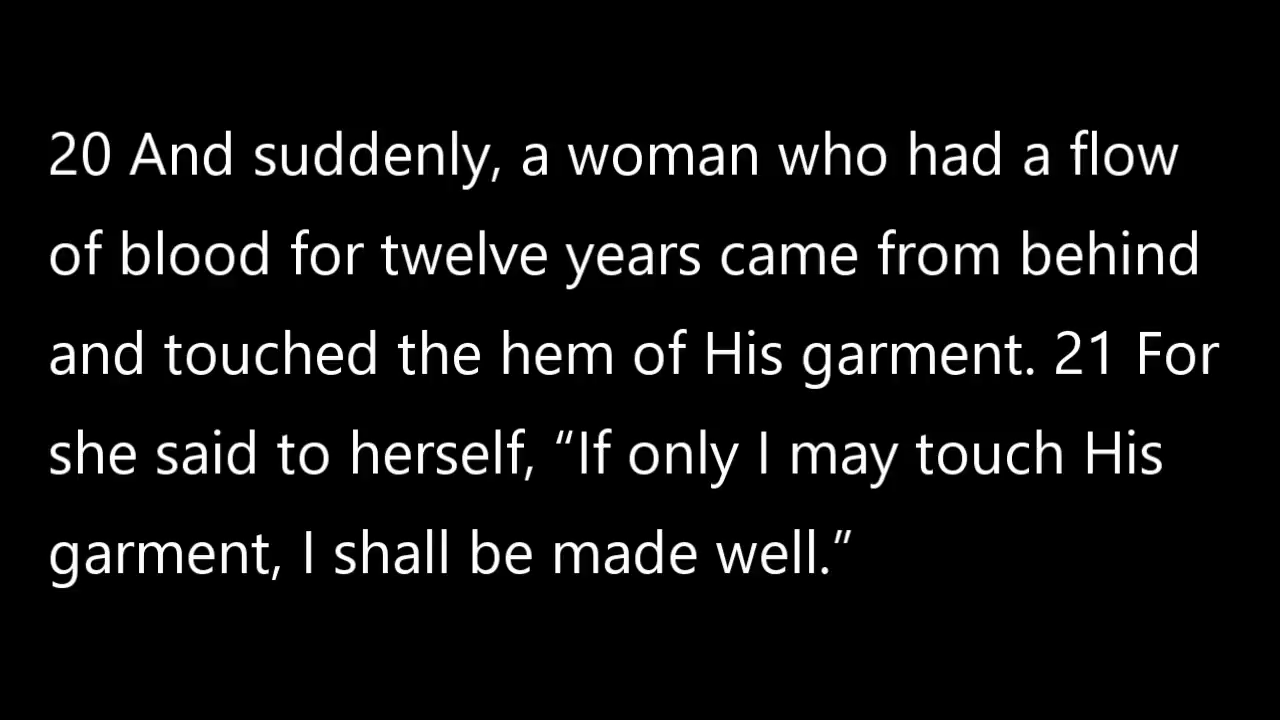 20 And suddenly, a woman who had a flow
of blood for twelve years came from behind
and touched the hem of His garment. 21 For
she said to herself, “If only I may touch His
garment, I shall be made well.”